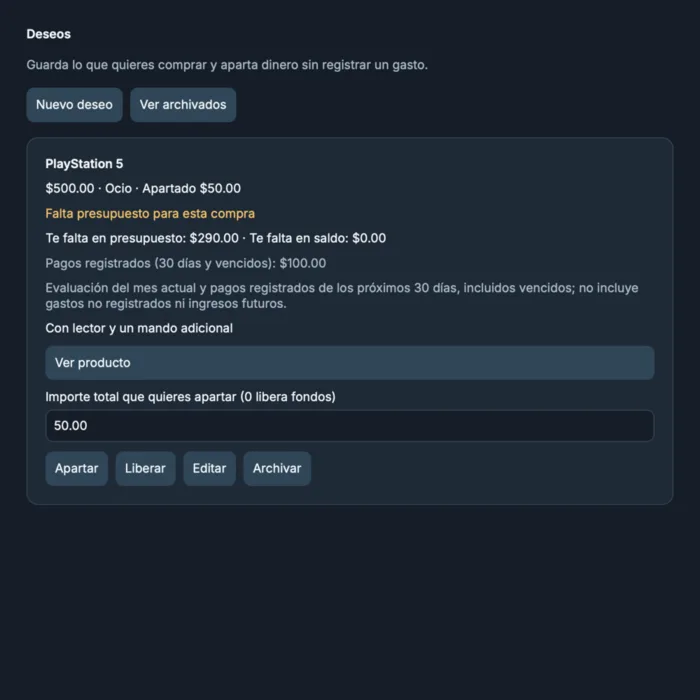 Deseos
Guarda lo que quieres comprar y aparta dinero sin registrar un gasto.
Nuevo deseo
Ver archivados
PlayStation 5
$500.00 · Ocio · Apartado $50.00
Falta presupuesto para esta compra
Te falta en presupuesto: $290.00 · Te falta en saldo: $0.00
Pagos registrados (30 días y vencidos): $100.00
Evaluación del mes actual y pagos registrados de los próximos 30 días, incluidos vencidos; no incluye
gastos no registrados ni ingresos futuros.
Con lector y un mando adicional
Ver producto
Importe total que quieres apartar (0 libera fondos)
50.00
Apartar
Liberar
Editar
Archivar